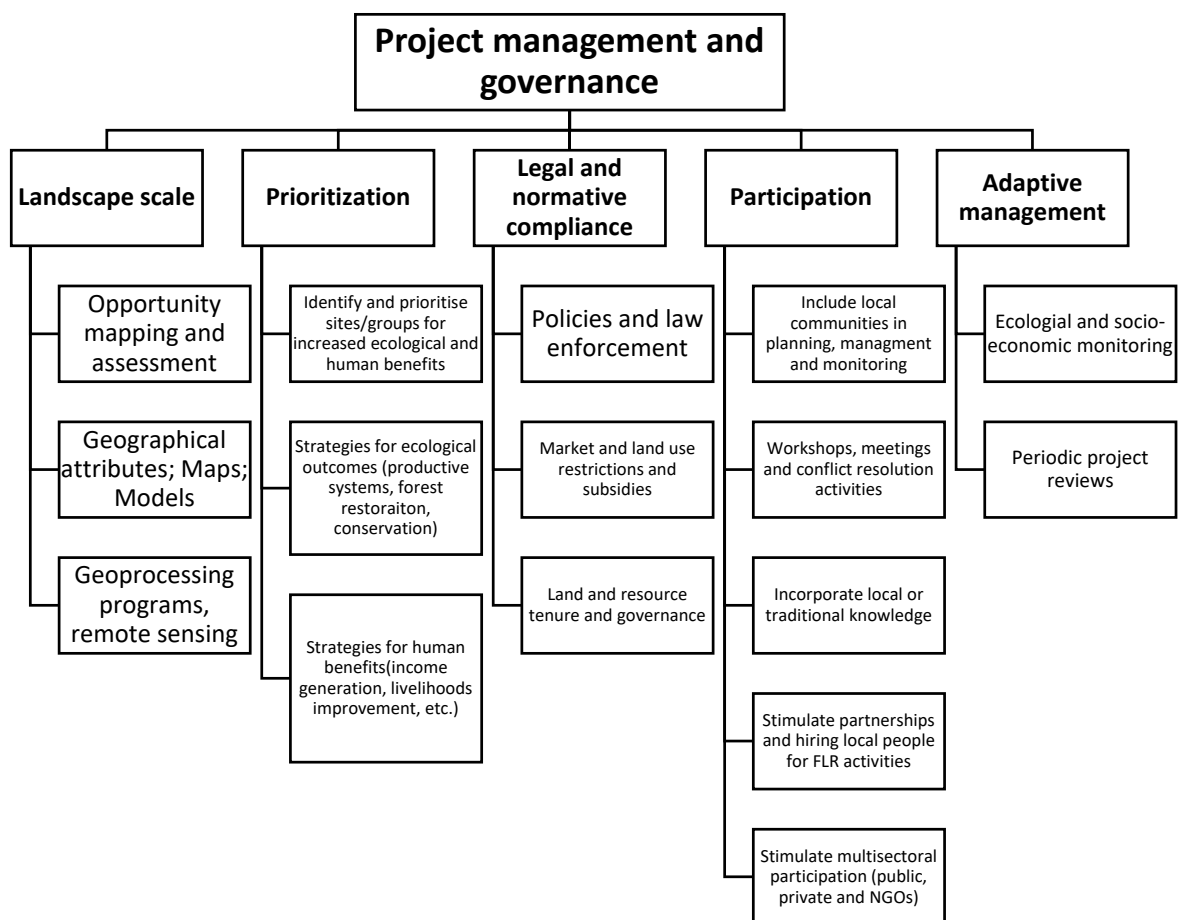 Project management and
governance
Landscape scale
Prioritization
Legal and
normative
compliance
Participation
Adaptive
management
Opportunity
mapping and
assessment
Geographical
attributes; Maps;
Models
Geoprocessing
programs,
remote sensing
Identify and prioritise
sites/groups for
increased ecological and
human benefits
Strategies for ecological
outcomes (productive
systems, forest
restoraiton,
conservation)
Strategies for human
benefits(income
generation, livelihoods
improvement, etc.)
Policies and law
enforcement
Market and land use
restrictions and
subsidies
Land and resource
tenure and governance
Include local
communities in
planning, managment
and monitoring
Workshops, meetings
and conflict resolution
activities
Incorporate local or
traditional knowledge
Stimulate partnerships
and hiring local people
for FLR activities
Stimulate multisectoral
participation (public,
private and NGOs)
Ecologial and socio-
economic monitoring
Periodic project
reviews